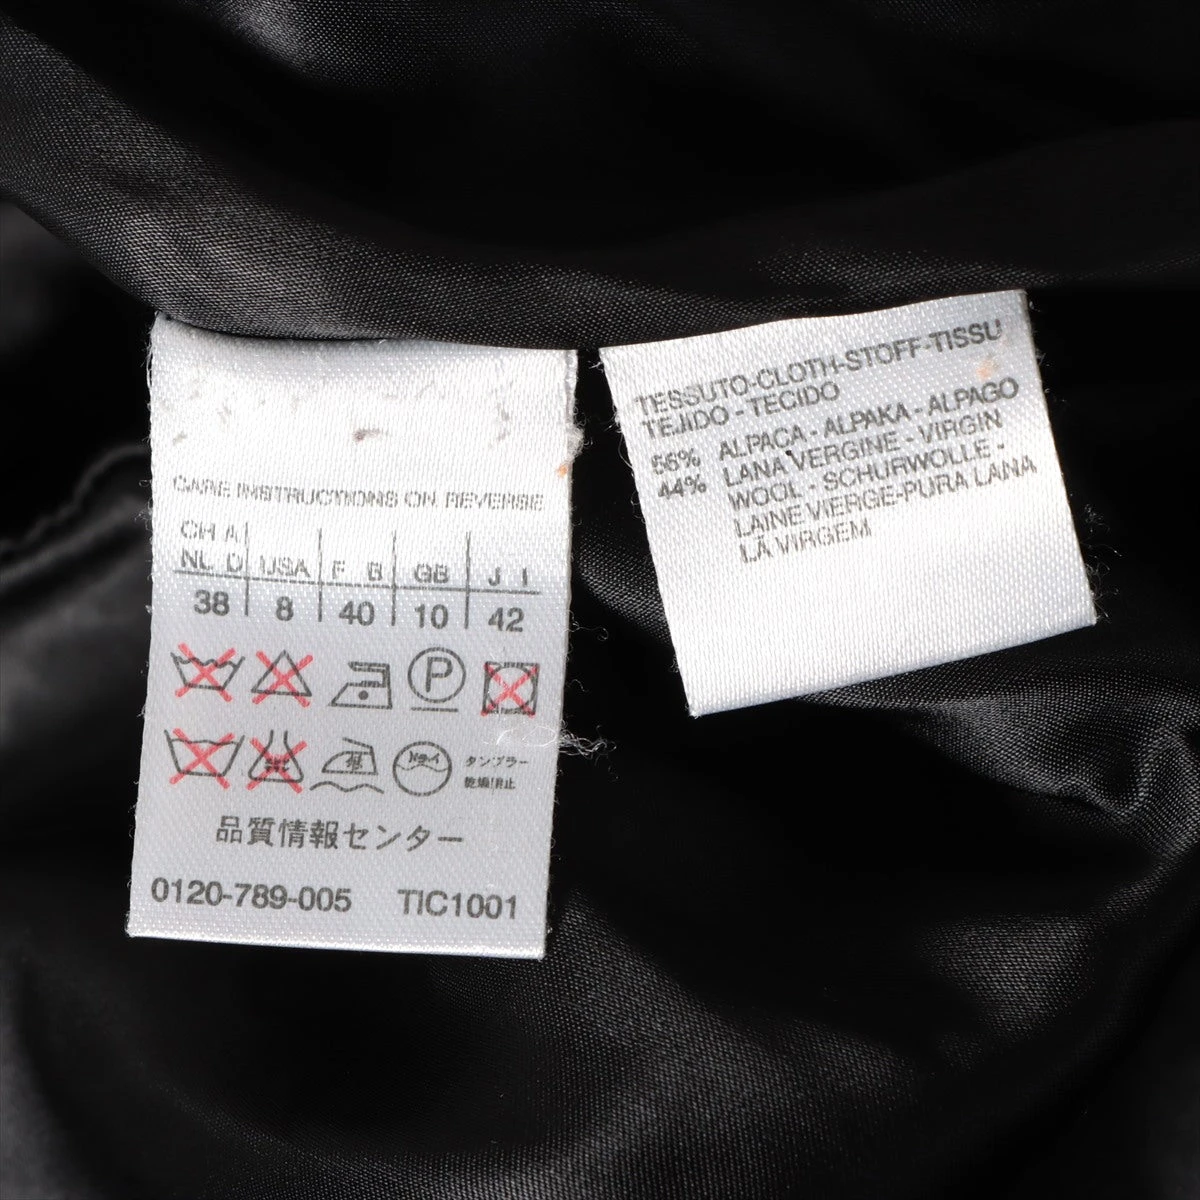 CARE INSTRUCTIONS ON REVERSE
CH A
NL D USA F B GB J I
38 8 40 10 42
P
タンブラー
乾燥禁止
品質情報センター
0120-789-005 TIC1001
TESSUTO-CLOTH-STOFF-TISSU
TEJIDO - TECIDO
56% ALPACA - ALPAKA - ALPAGO
44% LANA VERGINE - VIRGIN
WOOL - SCHURWOLLE -
LAINE VIERGE-PURA LANA
LÃ VIRGEM